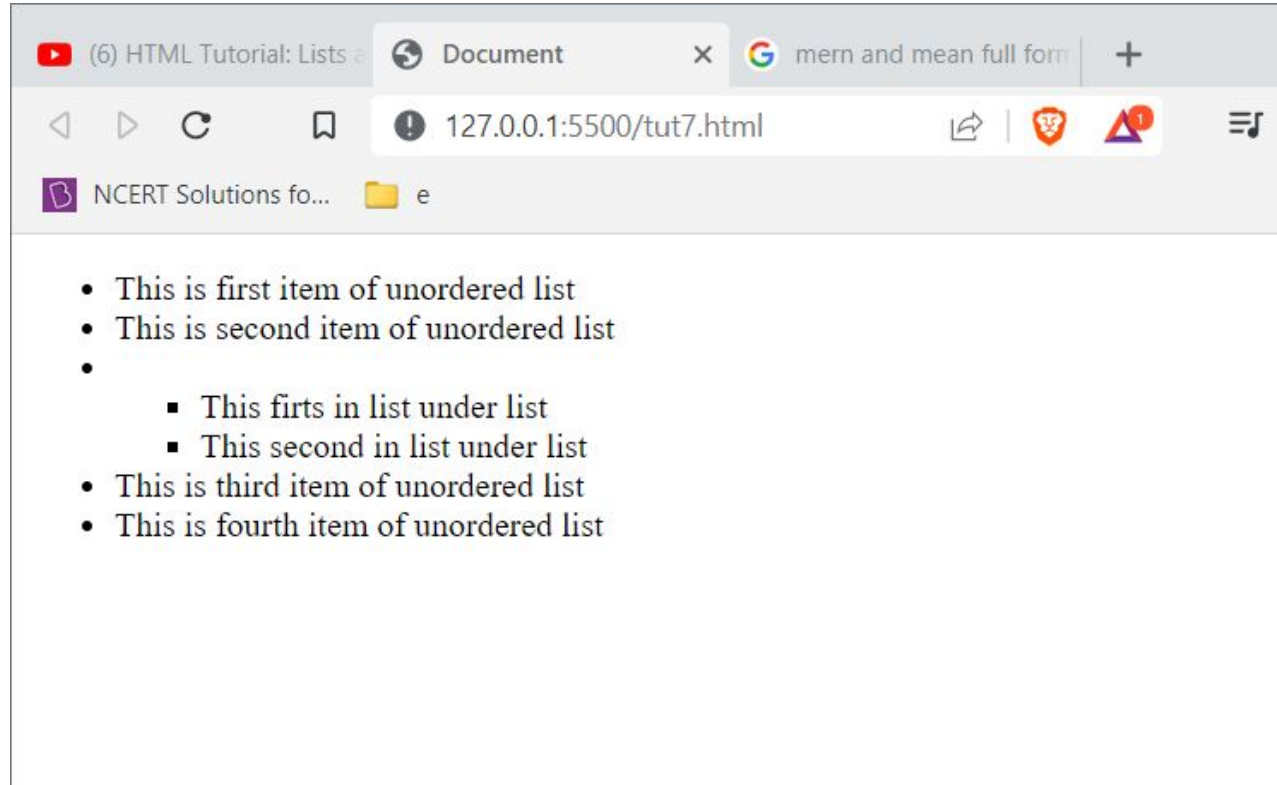 (6) HTML Tutorial: Lists a
Document
mern and mean full form
127.0.0.1:5500/tut7.html
1
NCERT Solutions fo...
e
This is first item of unordered list
This is second item of unordered list
This firts in list under list
This second in list under list
This is third item of unordered list
This is fourth item of unordered list